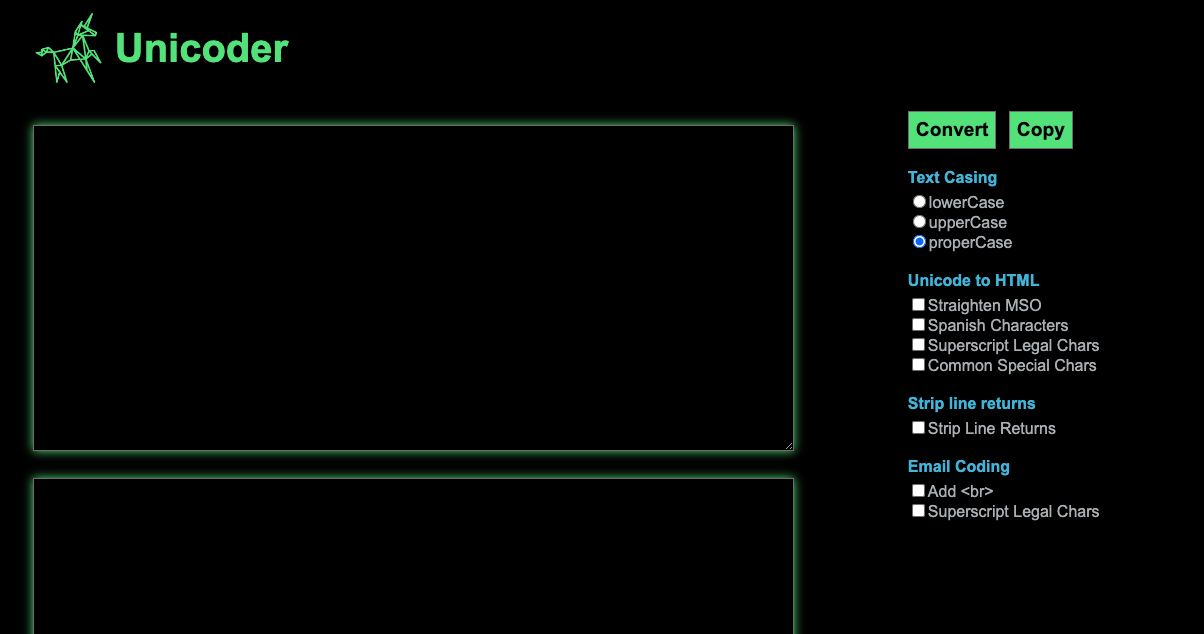 Unicoder
Convert Copy
Text Casing
lowerCase
upperCase
properCase
Unicode to HTML
Straighten MSO
Spanish Characters
Superscript Legal Chars
Common Special Chars
Strip line returns
Strip Line Returns
Email Coding
Add <br>
Superscript Legal Chars